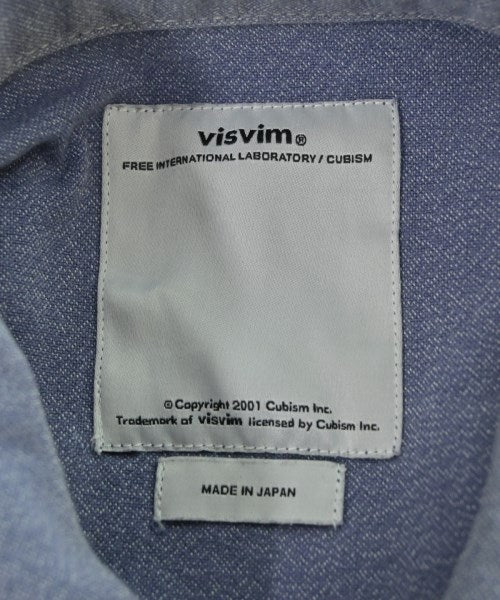 visvim®
FREE INTERNATIONAL LABORATORY / CUBISM
© Copyright 2001 Cubism Inc.
Trademark of visvim licensed by Cubism Inc.
MADE IN JAPAN